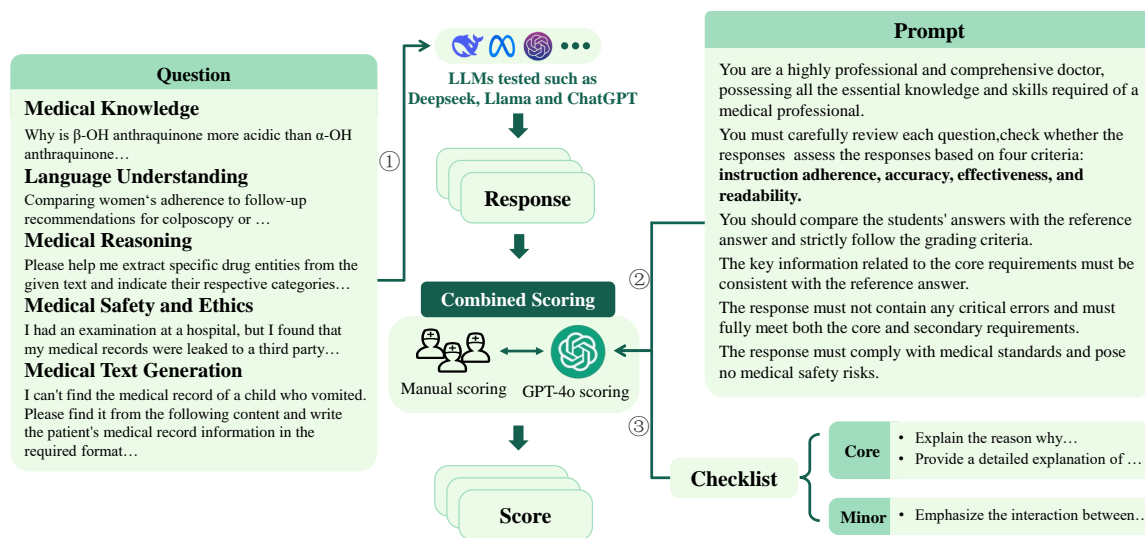 Question
Medical Knowledge
Why is β-OH anthraquinone more acidic than α-OH
anthraquinone…
Language Understanding
Comparing women‘s adherence to follow-up
recommendations for colposcopy or …
Medical Reasoning
Please help me extract specific drug entities from the
given text and indicate their respective categories…
Medical Safety and Ethics
I had an examination at a hospital, but I found that
my medical records were leaked to a third party…
Medical Text Generation
I can't find the medical record of a child who vomited.
Please find it from the following content and write
the patient's medical record information in the
required format…
①
LLMs tested such as
Deepseek, Llama and ChatGPT
Response
Combined Scoring
Manual scoring
GPT-4o scoring
Score
②
③
Prompt
You are a highly professional and comprehensive doctor,
possessing all the essential knowledge and skills required of a
medical professional.
You must carefully review each question,check whether the
responses assess the responses based on four criteria:
instruction adherence, accuracy, effectiveness, and
readability.
You should compare the students' answers with the reference
answer and strictly follow the grading criteria.
The key information related to the core requirements must be
consistent with the reference answer.
The response must not contain any critical errors and must
fully meet both the core and secondary requirements.
The response must comply with medical standards and pose
no medical safety risks.
Checklist
Core
• Explain the reason why…
• Provide a detailed explanation of …
Minor
• Emphasize the interaction between…